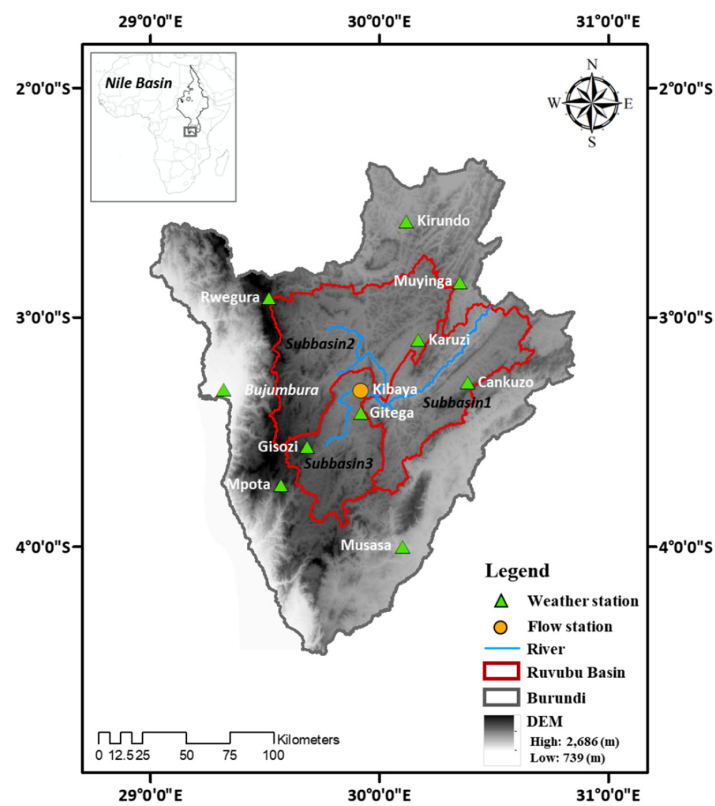 29°0'0"E 30°0'0"E 31°0'0"E
Nile Basin
N
W E
S
2°0'0"S 2°0'0"S
Kirundo
Muyinga
Rwegura
3°0'0"S 3°0'0"S
Karuzi
Subbasin2
Bujumbura Kibaya Cankuzo
Subbasin1
Gitega
Gisozi
Subbasin3
Mpota
Musasa
4°0'0"S 4°0'0"S
Legend
Weather station
Flow station
River
Ruvubu Basin
Burundi
DEM
High: 2,686 (m)
Low: 739 (m)
Kilometers
0 12.5 25 50 75 100
29°0'0"E 30°0'0"E 31°0'0"E